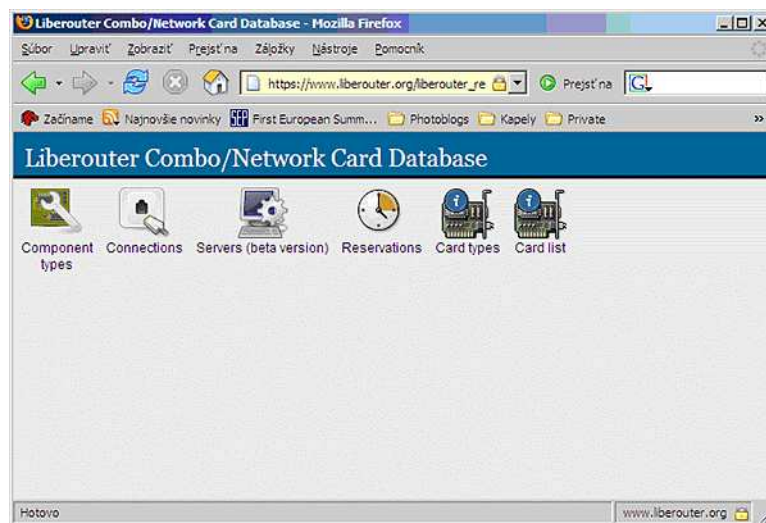 Liberouter Combo/Network Card Database - Mozilla Firefox
Súbor Upraviť Zobraziť Prejsť na Záložky Nástroje Pomocník
https://www.liberouter.org/liberouter_re Prejsť na G
Začíname Najnovšie novinky SEP First European Summ... Photoblogs Kapely Private »
Liberouter Combo/Network Card Database
Component types
Connections
Servers (beta version)
Reservations
Card types
Card list
Hotovo www.liberouter.org